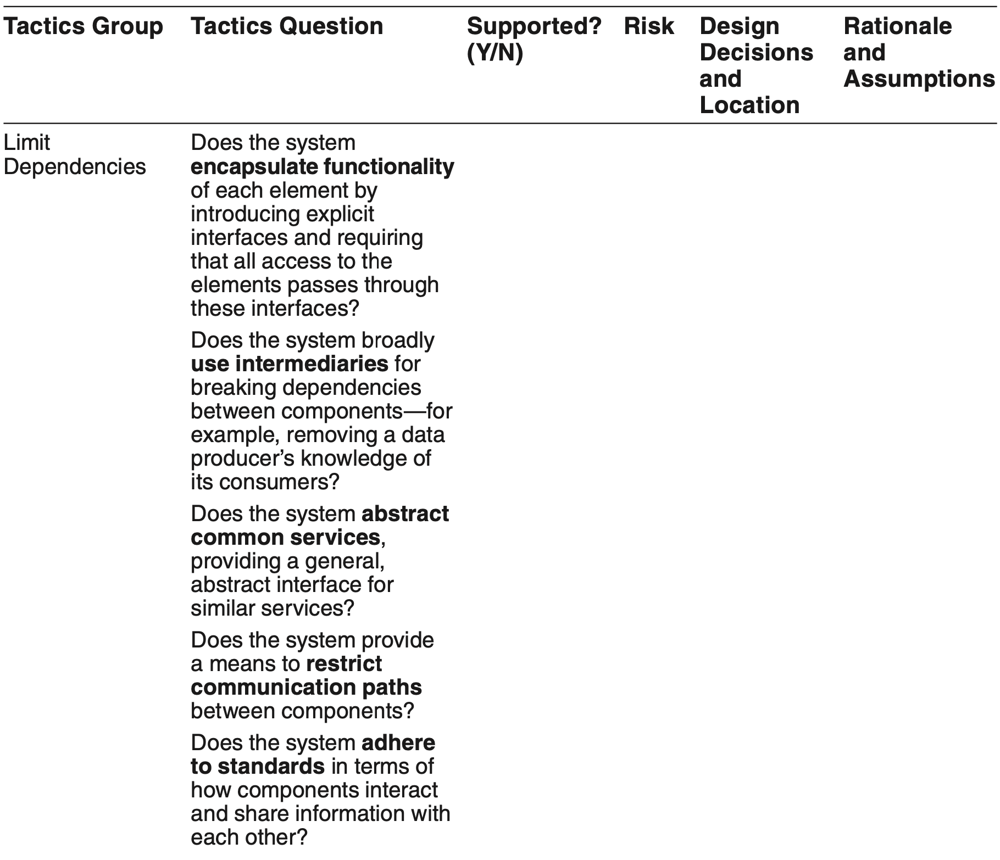 Tactics Group Tactics Question Supported? Risk Design Rationale
(Y/N) Decisions and
and Assumptions
Location
Limit Does the system
Dependencies encapsulate functionality
of each element by
introducing explicit
interfaces and requiring
that all access to the
elements passes through
these interfaces?
Does the system broadly
use intermediaries for
breaking dependencies
between components—for
example, removing a data
producer’s knowledge of
its consumers?
Does the system abstract
common services,
providing a general,
abstract interface for
similar services?
Does the system provide
a means to restrict
communication paths
between components?
Does the system adhere
to standards in terms of
how components interact
and share information with
each other?